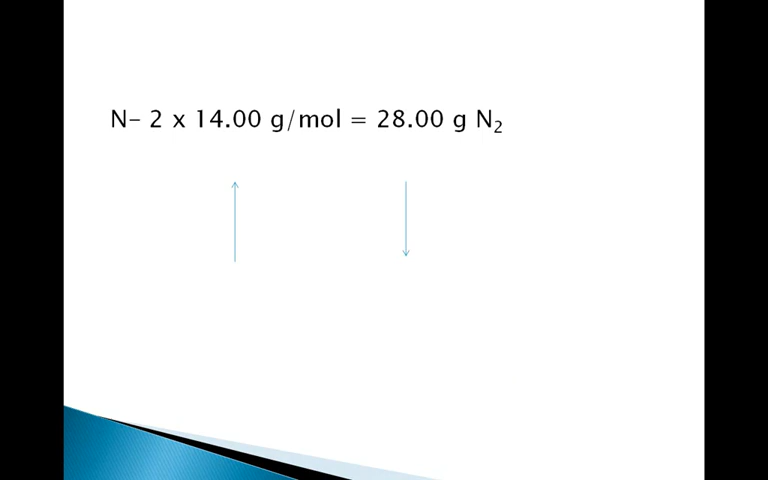 N– 2 x 14.00 g/mol = 28.00 g N₂